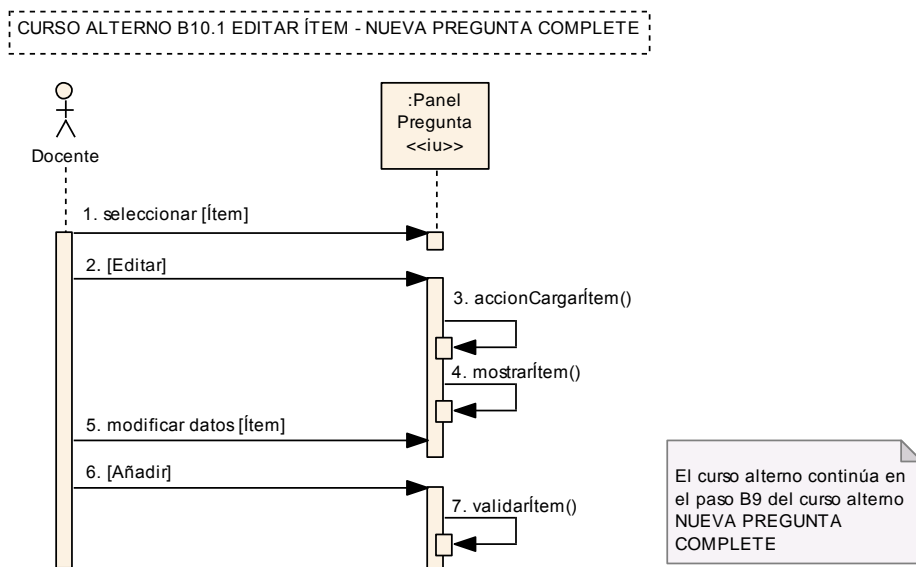 CURSO ALTERNO B10.1 EDITAR ÍTEM - NUEVA PREGUNTA COMPLETE
Docente
:Panel
Pregunta
<<iu>>
1. seleccionar [Ítem]
2. [Editar]
3. accionCargarÍtem()
4. mostrarÍtem()
5. modificar datos [Ítem]
6. [Añadir]
7. validarÍtem()
El curso alterno continúa en
el paso B9 del curso alterno
NUEVA PREGUNTA
COMPLETE